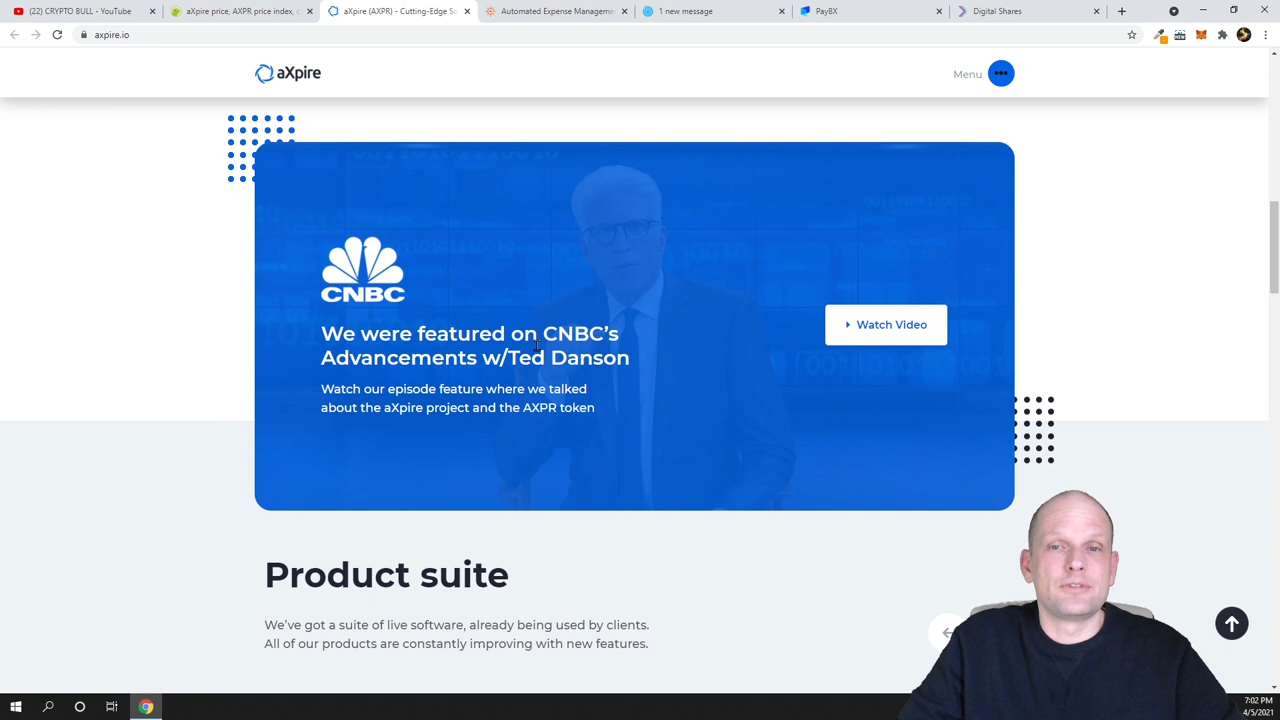 (22) CRYPTO BULL - YouTube
aXpire price, AXPR price index, c
aXpire (AXPR) - Cutting-Edge So
Automated Expense Managem
1 new message
PayBX
Digital Shares
axpire.io
aXpire
Menu
CNBC
We were featured on CNBC’s
Advancements w/Ted Danson
Watch our episode feature where we talked
about the aXpire project and the AXPR token
Watch Video
Product suite
We’ve got a suite of live software, already being used by clients.
All of our products are constantly improving with new features.
7:02 PM
4/5/2021